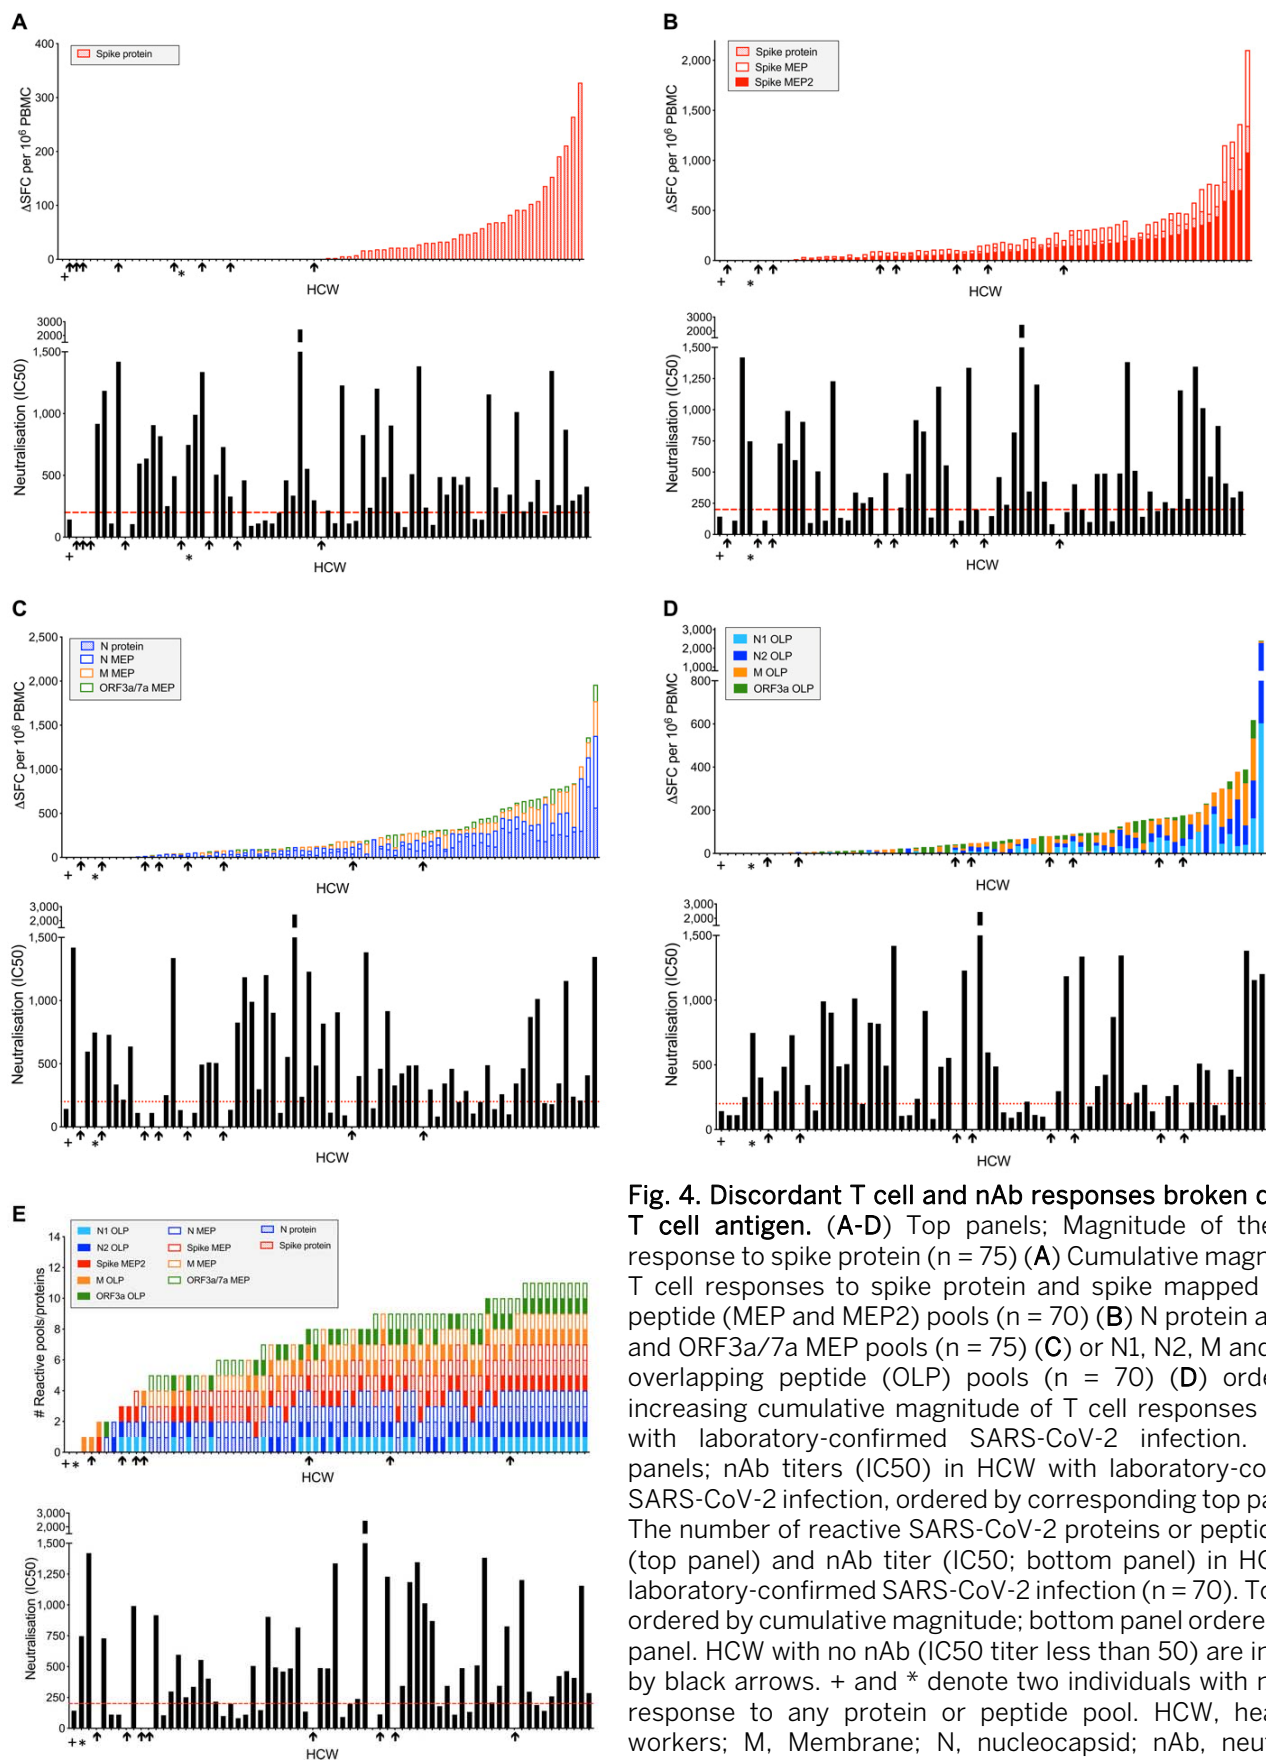 A
400
300
200
100
0
ΔSFC per 10⁶ PBMC
Spike protein
+
*
HCW
3000
2000
1,500
1,000
500
0
Neutralisation (IC50)
+
*
HCW
B
2,000
1,500
1,000
500
0
ΔSFC per 10⁶ PBMC
Spike protein
Spike MEP
Spike MEP2
+
*
HCW
3000
2000
1,500
1,250
1,000
750
500
250
0
Neutralisation (IC50)
+
*
HCW
C
2,500
2,000
1,500
1,000
500
0
ΔSFC per 10⁶ PBMC
N protein
N MEP
M MEP
ORF3a/7a MEP
+
*
HCW
3,000
2,000
1,500
1,000
500
0
Neutralisation (IC50)
+
*
HCW
D
3,000
2,000
1,000
800
600
400
200
0
ΔSFC per 10⁶ PBMC
N1 OLP
N2 OLP
M OLP
ORF3a OLP
+
*
HCW
3,000
2,000
1,500
1,000
500
0
Neutralisation (IC50)
+
*
HCW
E
14
12
10
8
6
4
2
0
# Reactive pools/proteins
N1 OLP
N2 OLP
Spike MEP2
M OLP
ORF3a OLP
N MEP
Spike MEP
M MEP
ORF3a/7a MEP
N protein
Spike protein
+
*
HCW
3,000
2,000
1,500
1,250
1,000
750
500
250
0
Neutralisation (IC50)
+
*
HCW
Fig. 4. Discordant T cell and nAb responses broken
T cell antigen. (A-D) Top panels; Magnitude of the
response to spike protein (n = 75) (A) Cumulative
T cell responses to spike protein and spike mapped
peptide (MEP and MEP2) pools (n = 70) (B) N protein
and ORF3a/7a MEP pools (n = 75) (C) or N1, N2, M and
overlapping peptide (OLP) pools (n = 70) (D)
increasing cumulative magnitude of T cell responses
with laboratory-confirmed SARS-CoV-2 infection.
panels; nAb titers (IC50) in HCW with
SARS-CoV-2 infection, ordered by corresponding top
The number of reactive SARS-CoV-2 proteins or
(top panel) and nAb titer (IC50; bottom panel) in
laboratory-confirmed SARS-CoV-2 infection (n = 70).
ordered by cumulative magnitude; bottom panel
panel. HCW with no nAb (IC50 titer less than 50) are
by black arrows. + and * denote two individuals with
response to any protein or peptide pool. HCW,
workers; M, Membrane; N, nucleocapsid; nAb,